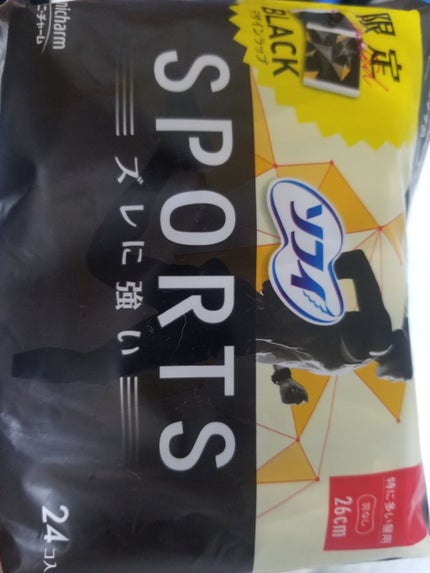 unicharm
ユニ・チャーム
限定
BLACK
デザインラップ
ソフィ
SPORTS
ズレに強い
特に多い昼用
羽なし
26cm
24コ入